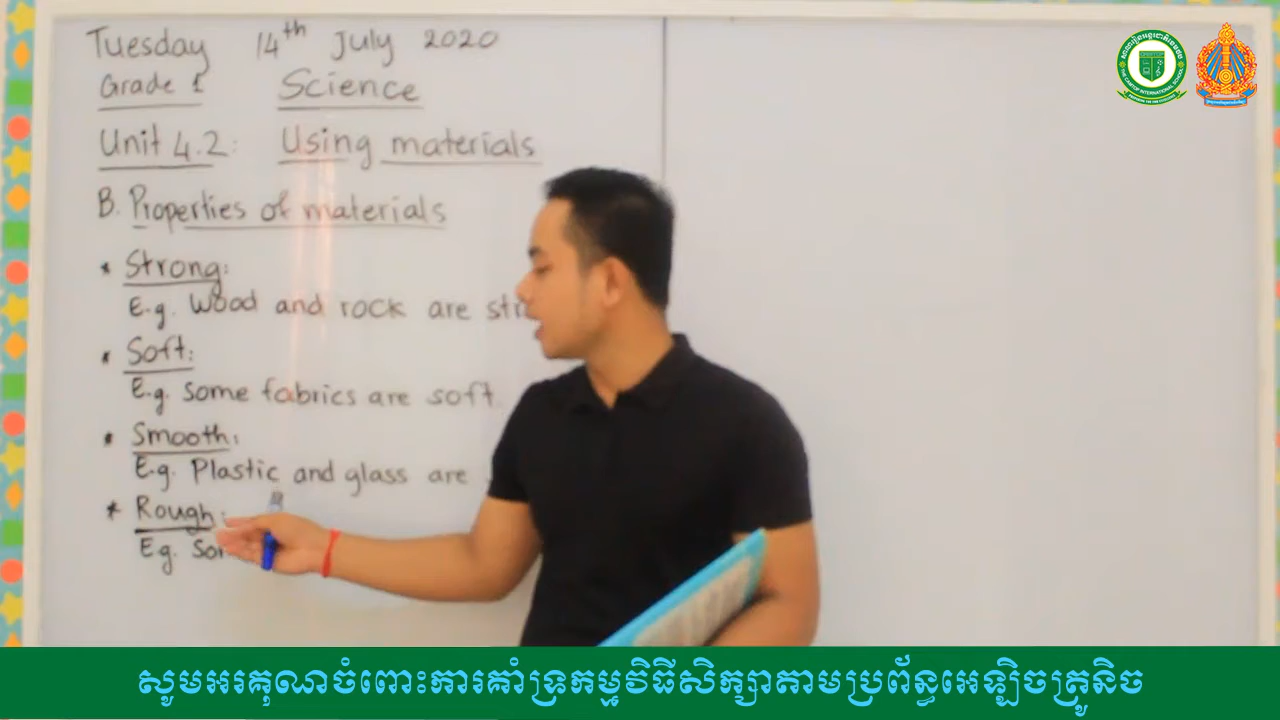 Tuesday 14th July 2020
Grade 1 Science
Unit 4.2: Using materials
B. Properties of materials
* Strong:
E.g. Wood and rock are
* Soft:
E.g. Some fabrics are soft.
* Smooth:
E.g. Plastic and glass are
* Rough:
Eg.
សូមអរគុណចំពោះការគាំទ្រកម្មវិធីសិក្សាតាមប្រព័ន្ធអេឡិចត្រូនិច